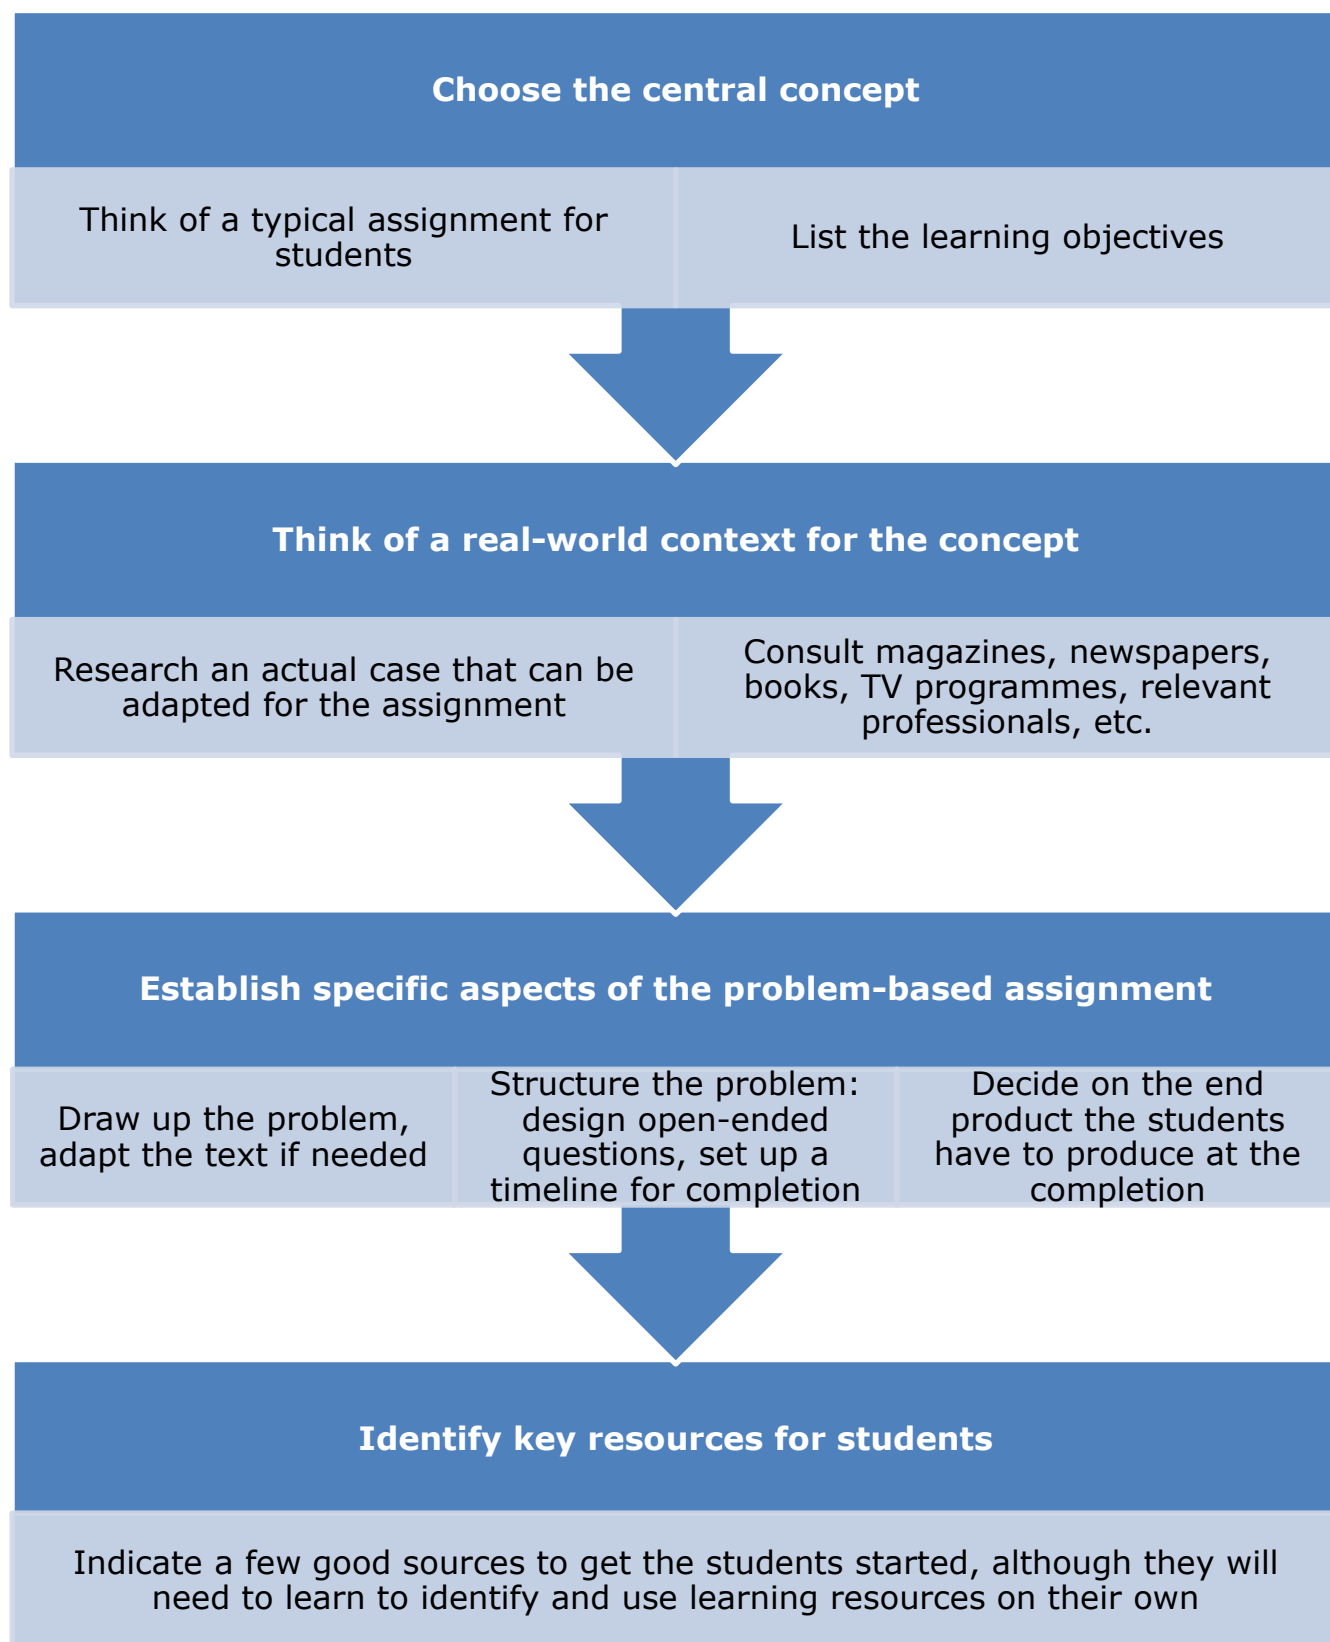 Choose the central concept
Think of a typical assignment for
students
List the learning objectives
Think of a real-world context for the concept
Research an actual case that can be
adapted for the assignment
Consult magazines, newspapers,
books, TV programmes, relevant
professionals, etc.
Establish specific aspects of the problem-based assignment
Draw up the problem,
adapt the text if needed
Structure the problem:
design open-ended
questions, set up a
timeline for completion
Decide on the end
product the students
have to produce at the
completion
Identify key resources for students
Indicate a few good sources to get the students started, although they will
need to learn to identify and use learning resources on their own